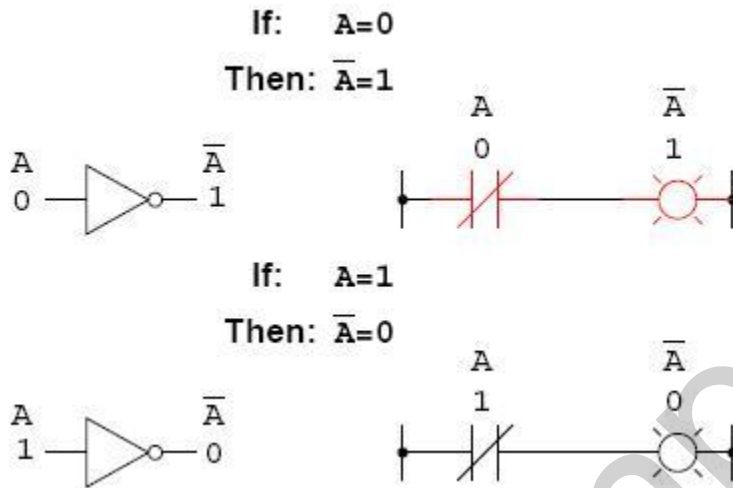 If: A=0
Then: A̅=1
A A̅
0 1
A A̅
0 1
If: A=1
Then: A̅=0
A A̅
1 0
A A̅
1 0